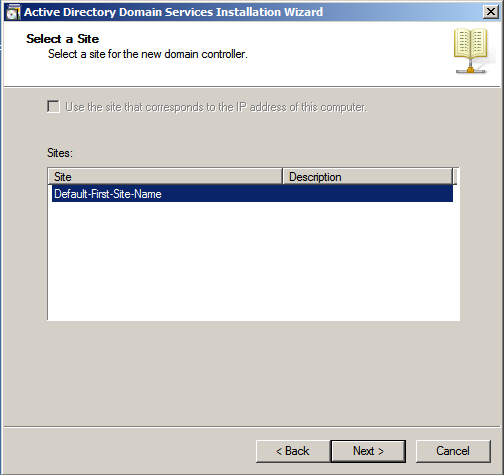 Active Directory Domain Services Installation Wizard
Select a Site
Select a site for the new domain controller.
Use the site that corresponds to the IP address of this computer.
Sites:
Site Description
Default-First-Site-Name
< Back Next > Cancel